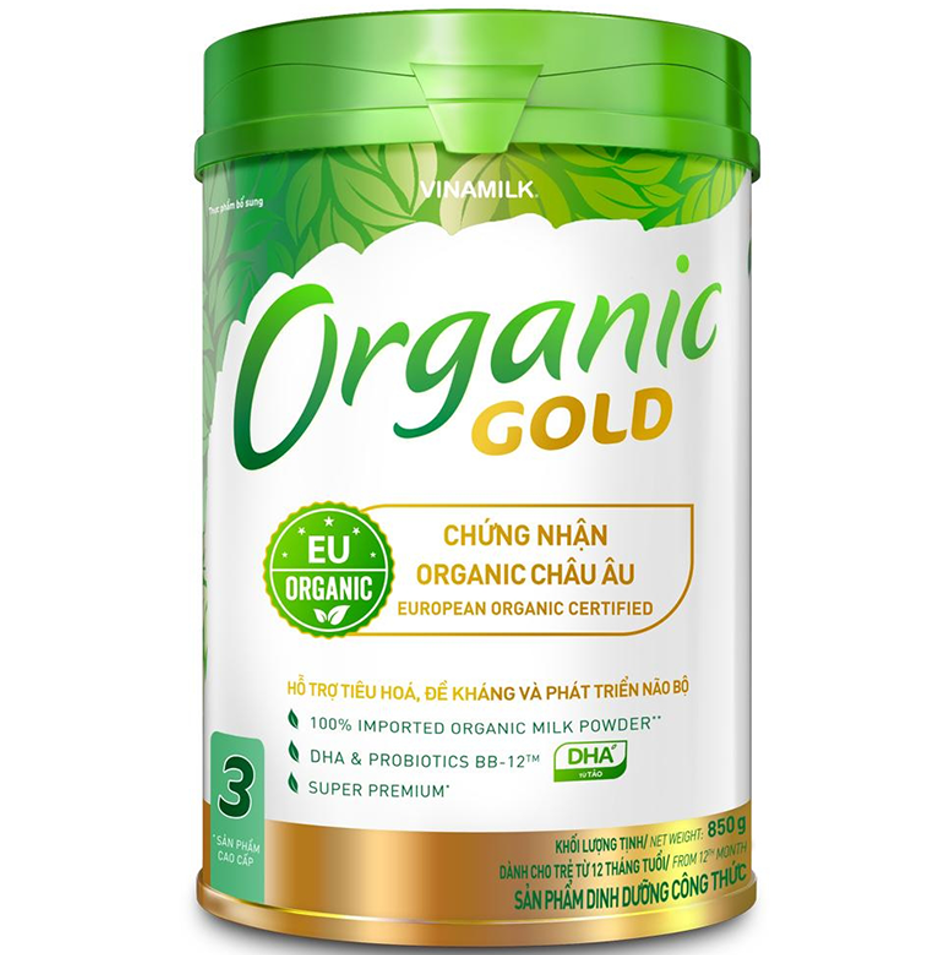 VINAMILK
Thực phẩm bổ sung
Organic
GOLD
EU
ORGANIC
CHỨNG NHẬN
ORGANIC CHÂU ÂU
EUROPEAN ORGANIC CERTIFIED
HỖ TRỢ TIÊU HOÁ, ĐỀ KHÁNG VÀ PHÁT TRIỂN NÃO BỘ
100% IMPORTED ORGANIC MILK POWDER**
DHA & PROBIOTICS BB-12™
DHA
TỪ TẢO
SUPER PREMIUM*
3
*SẢN PHẨM
CAO CẤP
KHỐI LƯỢNG TỊNH/ NET WEIGHT: 850 g
DÀNH CHO TRẺ TỪ 12 THÁNG TUỔI/ FROM 12TH MONTH
SẢN PHẨM DINH DƯỠNG CÔNG THỨC